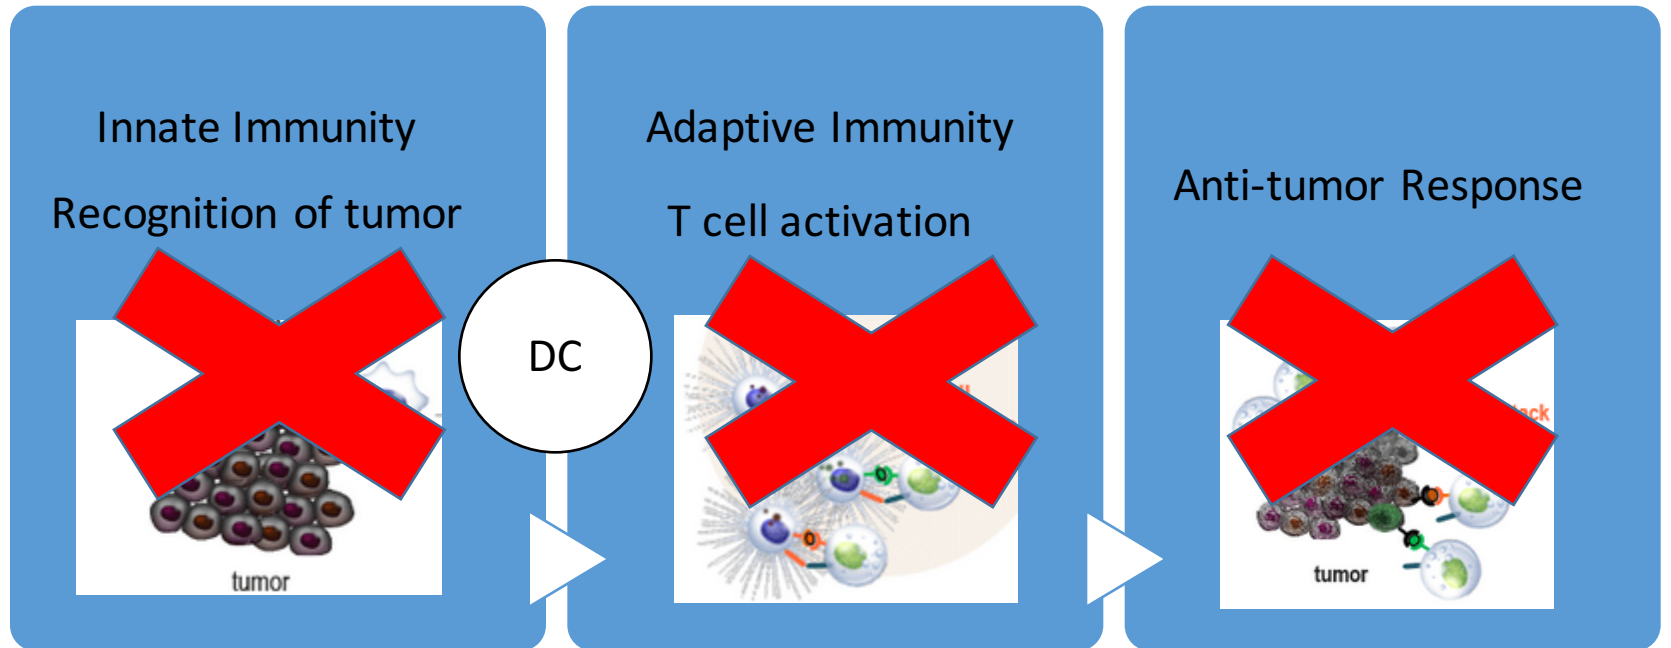 Innate Immunity
Recognition of tumor
DC
tumor
Adaptive Immunity
T cell activation
Anti-tumor Response
tumor